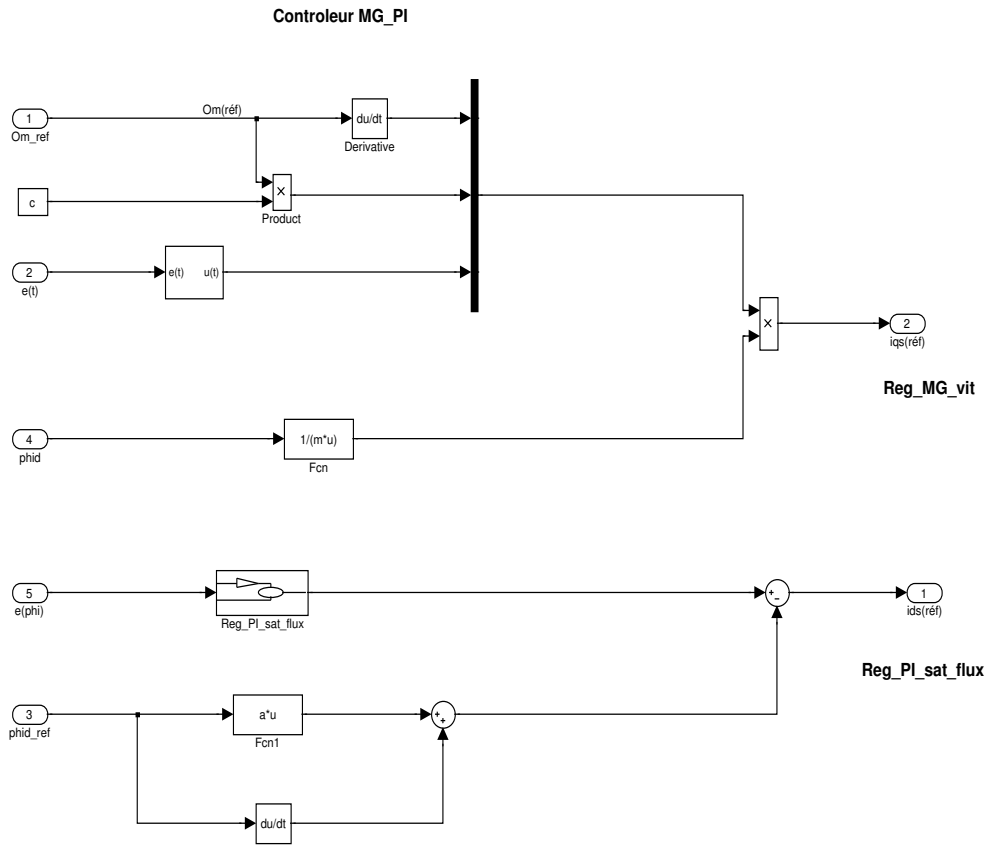 Controleur MG_PI
1
Om_ref
Om(réf)
du/dt
Derivative
c
×
Product
2
e(t)
e(t) u(t)
×
2
iqs(réf)
Reg_MG_vit
4
phid
1/(m*u)
Fcn
5
e(phi)
Reg_PI_sat_flux
+
−
1
ids(réf)
Reg_PI_sat_flux
3
phid_ref
a*u
Fcn1
+
+
du/dt